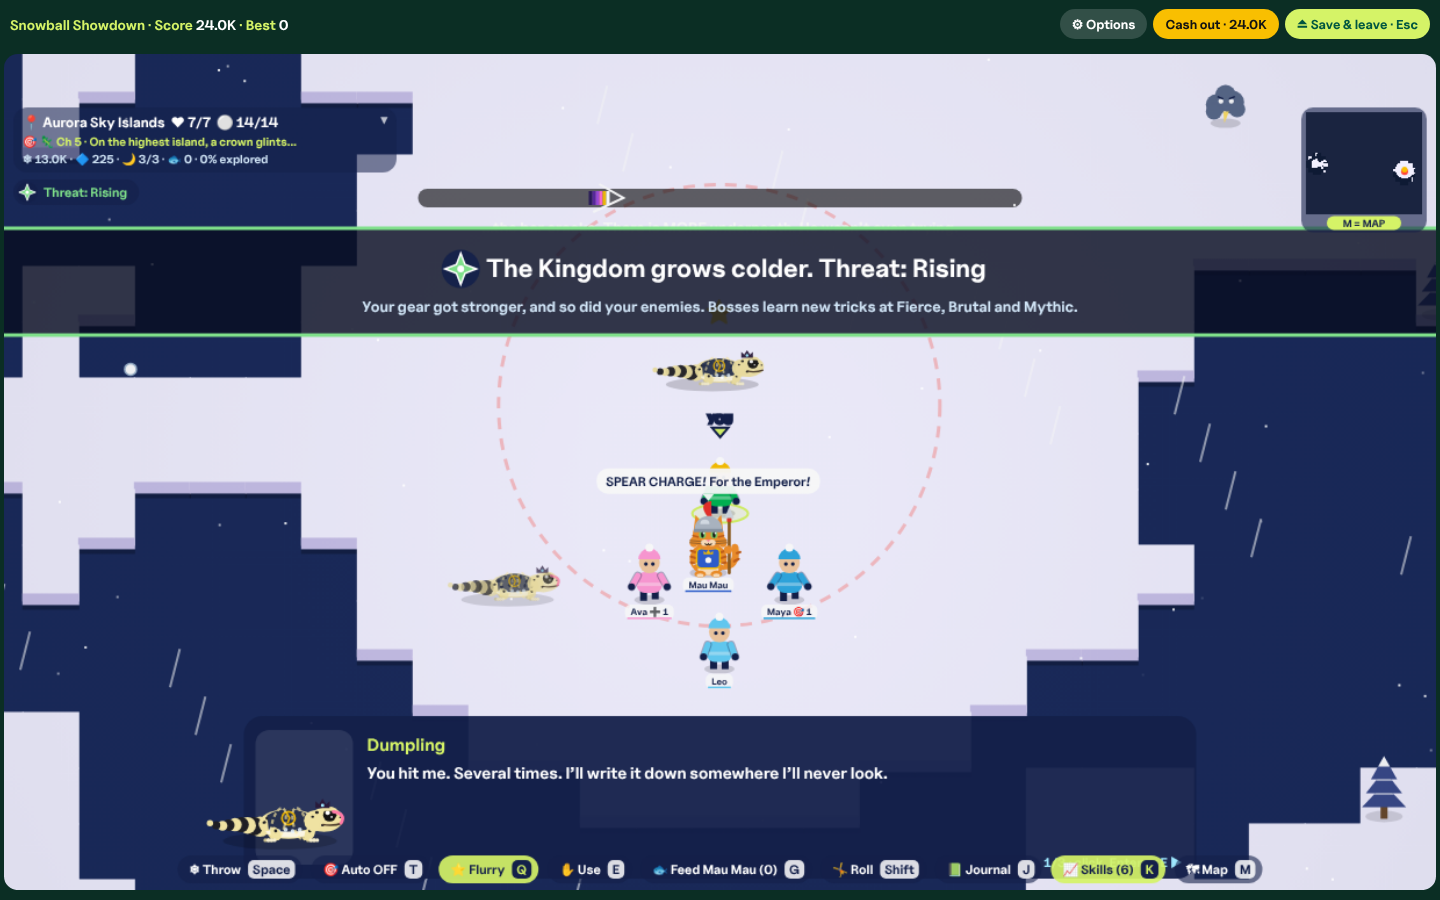 Snowball Showdown · Score 24.0K · Best 0
Options
Cash out · 24.0K
Save & leave · Esc
Aurora Sky Islands 7/7 14/14
Ch 5 · On the highest island, a crown glints...
13.0K · 225 · 3/3 · 0 · 0% explored
Threat: Rising
M = MAP
The Kingdom grows colder. Threat: Rising
Your gear got stronger, and so did your enemies. Bosses learn new tricks at Fierce, Brutal and Mythic.
YOU
SPEAR CHARGE! For the Emperor!
Mau Mau
Ava 1
Maya 1
Leo
Dumpling
You hit me. Several times. I'll write it down somewhere I'll never look.
Throw Space
Auto OFF T
Flurry Q
Use E
Feed Mau Mau (0) G
Roll Shift
Journal J
Skills (6) K
Map M